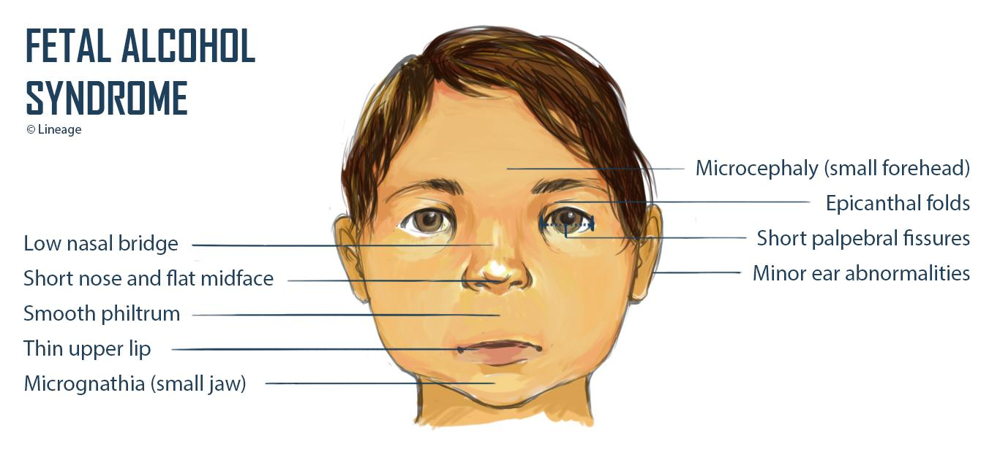 FETAL ALCOHOL
SYNDROME
© Lineage
Low nasal bridge
Short nose and flat midface
Smooth philtrum
Thin upper lip
Micrognathia (small jaw)
Microcephaly (small forehead)
Epicanthal folds
Short palpebral fissures
Minor ear abnormalities